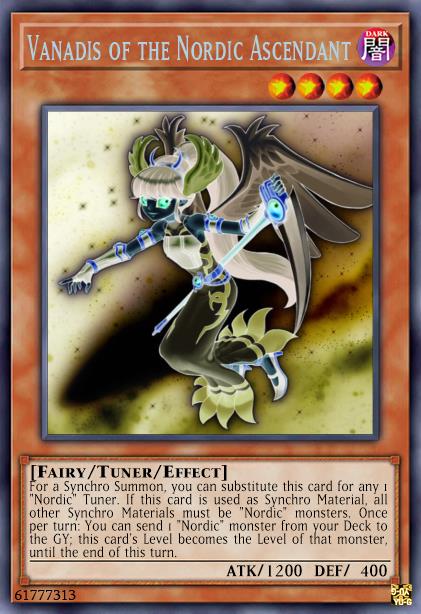 Vanadis of the Nordic Ascendant
DARK
闇
[Fairy/Tuner/Effect]
For a Synchro Summon, you can substitute this card for any 1
"Nordic" Tuner. If this card is used as Synchro Material, all
other Synchro Materials must be "Nordic" monsters. Once
per turn: You can send 1 "Nordic" monster from your Deck to
the GY; this card's Level becomes the Level of that monster,
until the end of this turn.
ATK/1200 DEF/ 400
61777313